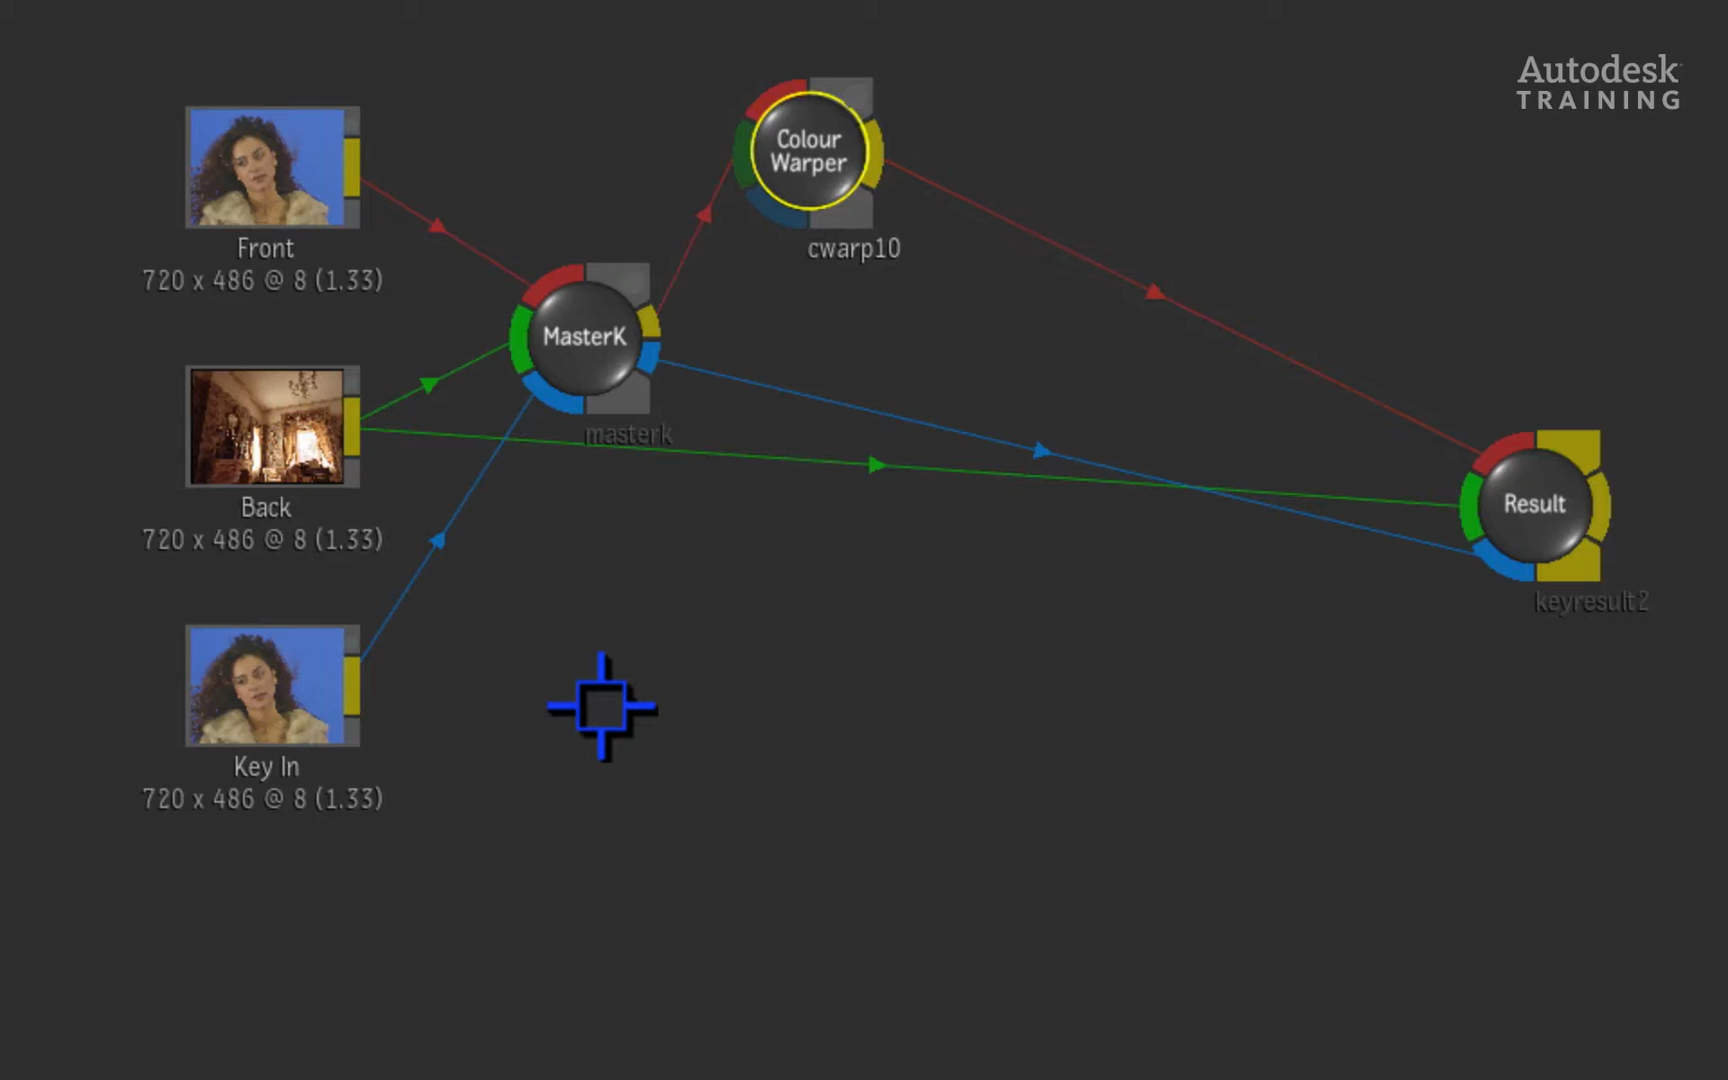 Autodesk
TRAINING
Colour
Warper
cwarp10
Front
720 x 486 @ 8 (1.33)
MasterK
masterk
Back
720 x 486 @ 8 (1.33)
Result
keyresult2
Key In
720 x 486 @ 8 (1.33)